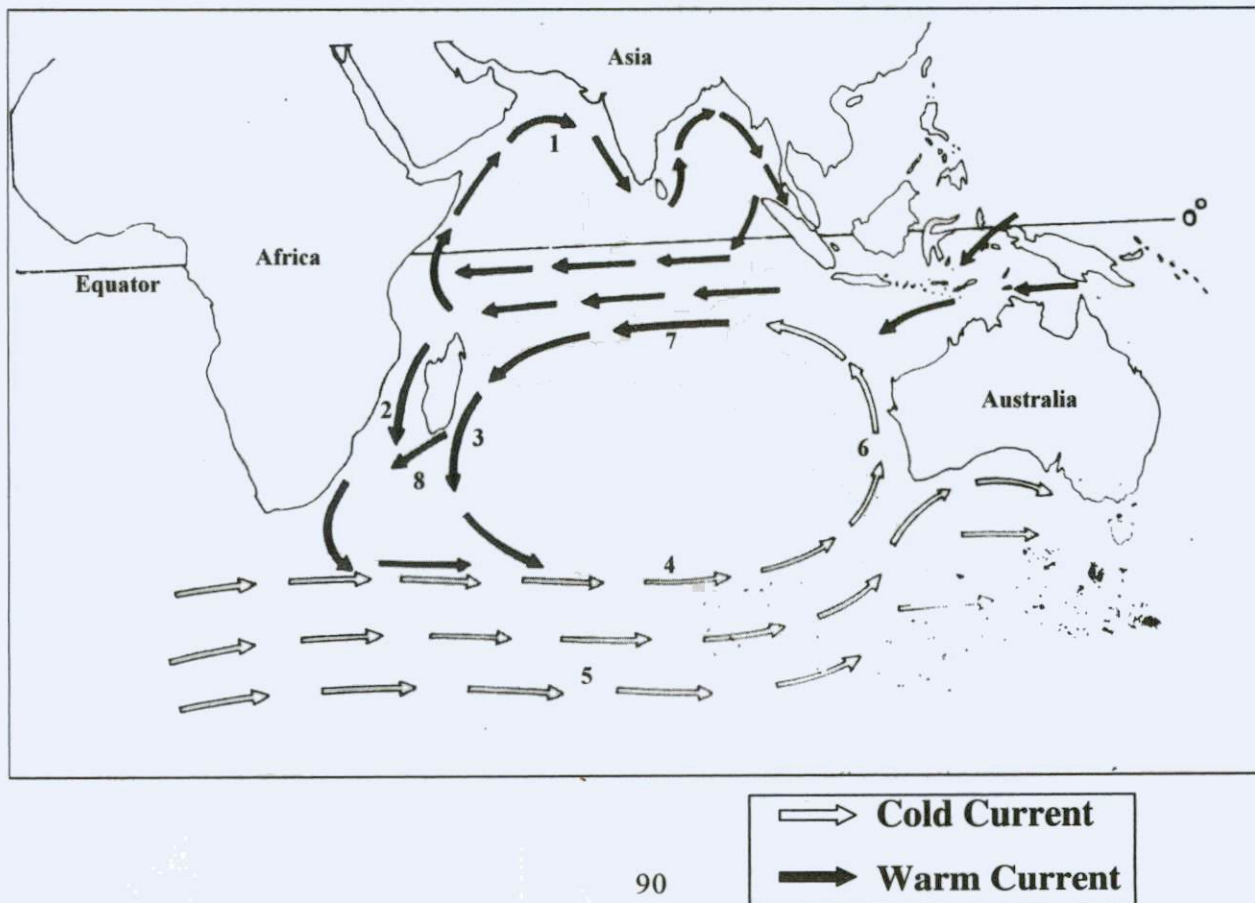 Asia
1
0°
Africa
Equator
7
Australia
2
3
6
8
4
5
Cold Current
Warm Current
90